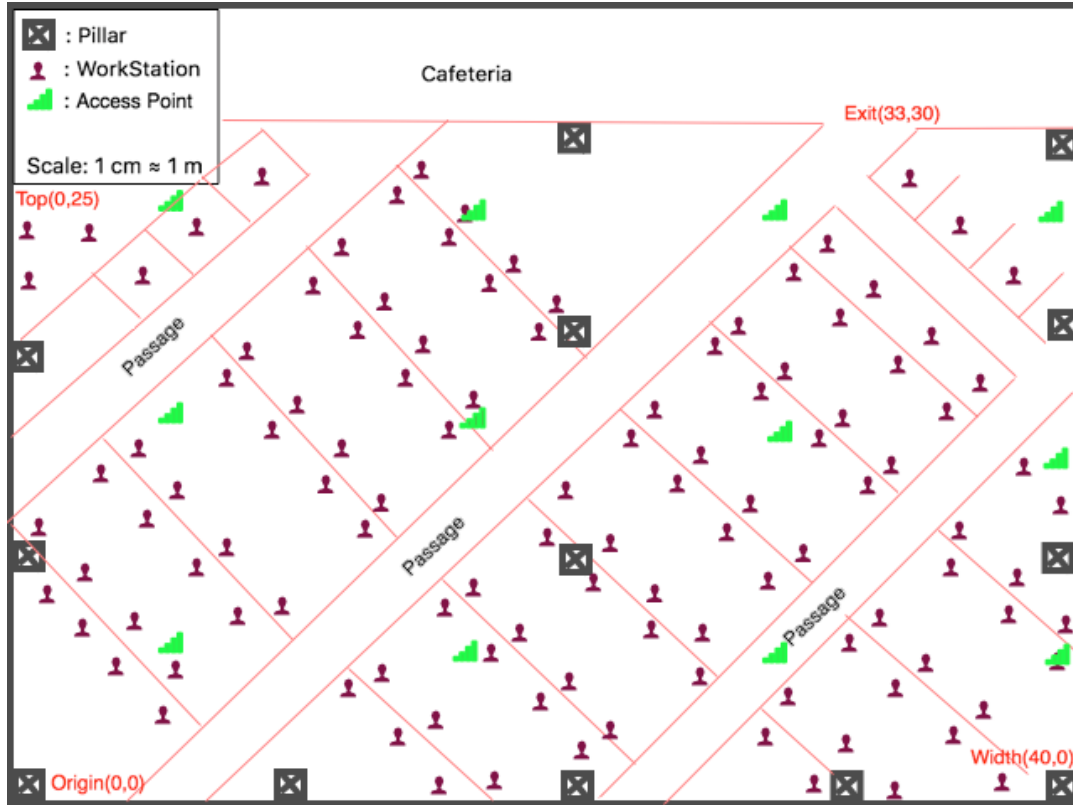 : Pillar
: WorkStation
: Access Point
Scale: 1 cm ≈ 1 m
Cafeteria
Exit(33,30)
Top(0,25)
Passage
Passage
Passage
Origin(0,0)
Width(40,0)